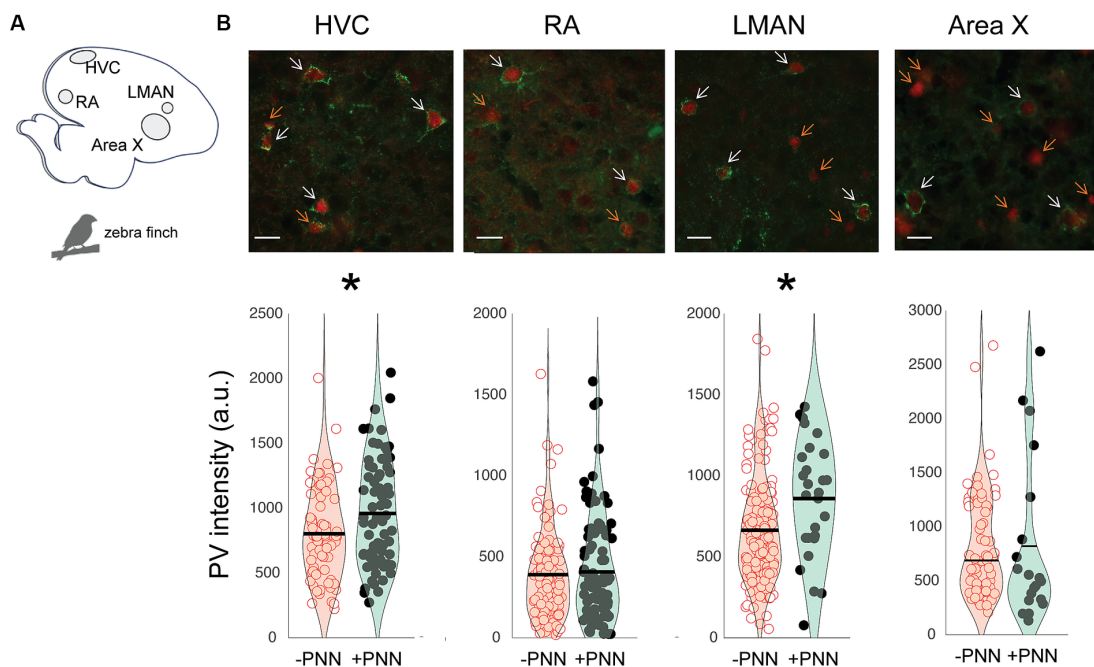 A
B
HVC
RA
LMAN
Area X
HVC
RA
LMAN
Area X
zebra finch
*
*
PV intensity (a.u.)
2500
2000
1500
1000
500
0
-PNN +PNN
2000
1500
1000
500
0
-PNN +PNN
2000
1500
1000
500
0
-PNN +PNN
3000
2500
2000
1500
1000
500
0
-PNN +PNN